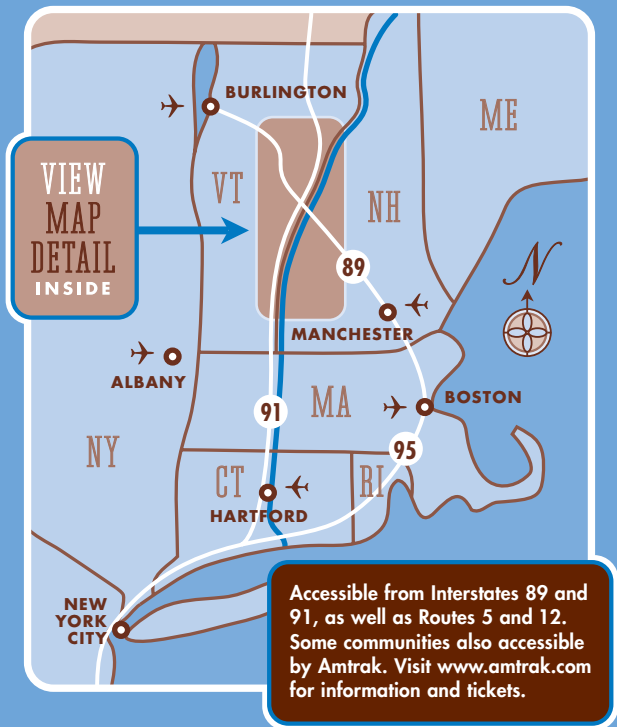 BURLINGTON
ME
VIEW
MAP
DETAIL
INSIDE
VT
NH
N
89
MANCHESTER
ALBANY
91
MA
BOSTON
NY
95
CT
RI
HARTFORD
NEW
YORK
CITY
Accessible from Interstates 89 and
91, as well as Routes 5 and 12.
Some communities also accessible
by Amtrak. Visit www.amtrak.com
for information and tickets.